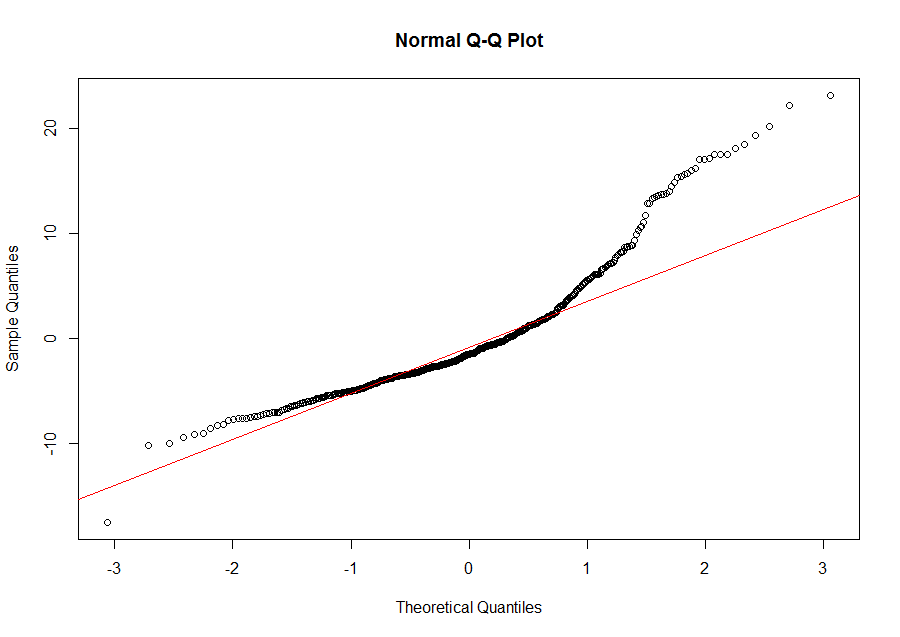 Normal Q-Q Plot
Sample Quantiles
20
10
0
-10
-3 -2 -1 0 1 2 3
Theoretical Quantiles